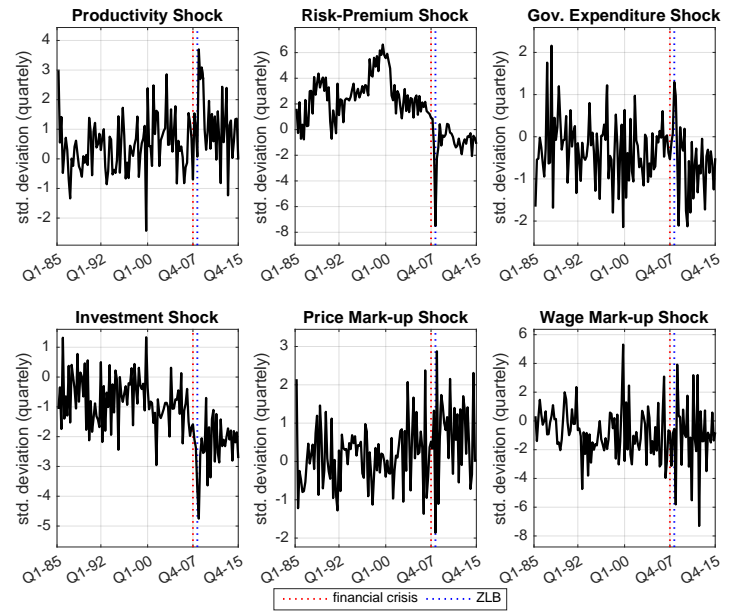 Productivity Shock
std. deviation (quartely)
4
3
2
1
0
-1
-2
Q1-85
Q1-92
Q1-00
Q4-07
Q4-15
Risk-Premium Shock
std. deviation (quartely)
6
4
2
0
-2
-4
-6
-8
Q1-85
Q1-92
Q1-00
Q4-07
Q4-15
Gov. Expenditure Shock
std. deviation (quartely)
2
1
0
-1
-2
Q1-85
Q1-92
Q1-00
Q4-07
Q4-15
Investment Shock
std. deviation (quartely)
1
0
-1
-2
-3
-4
-5
Q1-85
Q1-92
Q1-00
Q4-07
Q4-15
Price Mark-up Shock
std. deviation (quartely)
3
2
1
0
-1
-2
Q1-85
Q1-92
Q1-00
Q4-07
Q4-15
Wage Mark-up Shock
std. deviation (quartely)
6
4
2
0
-2
-4
-6
-8
Q1-85
Q1-92
Q1-00
Q4-07
Q4-15
financial crisis
ZLB